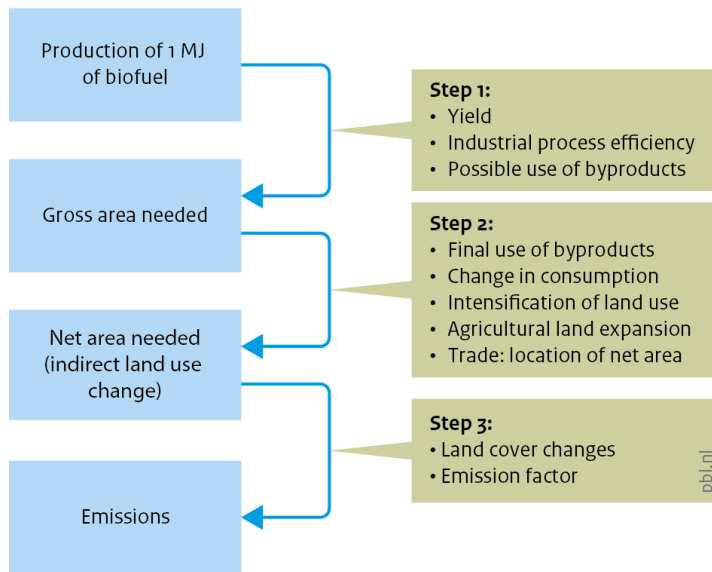 Production of 1 MJ
of biofuel
Gross area needed
Net area needed
(indirect land use
change)
Emissions
Step 1:
• Yield
• Industrial process efficiency
• Possible use of byproducts
Step 2:
• Final use of byproducts
• Change in consumption
• Intensification of land use
• Agricultural land expansion
• Trade: location of net area
Step 3:
• Land cover changes
• Emission factor
pbl.nl